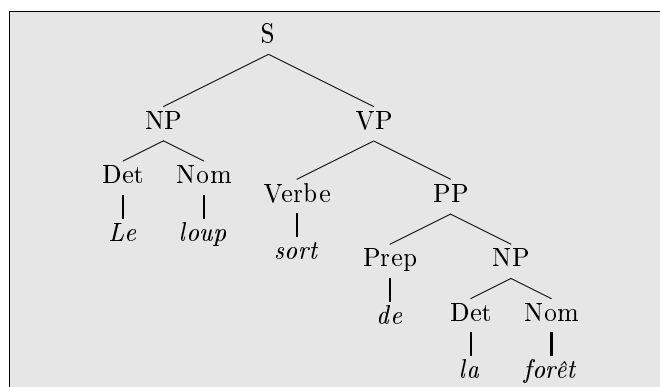 S
NP VP
Det Nom Verbe PP
Le loup sort Prep NP
de Det Nom
la forêt